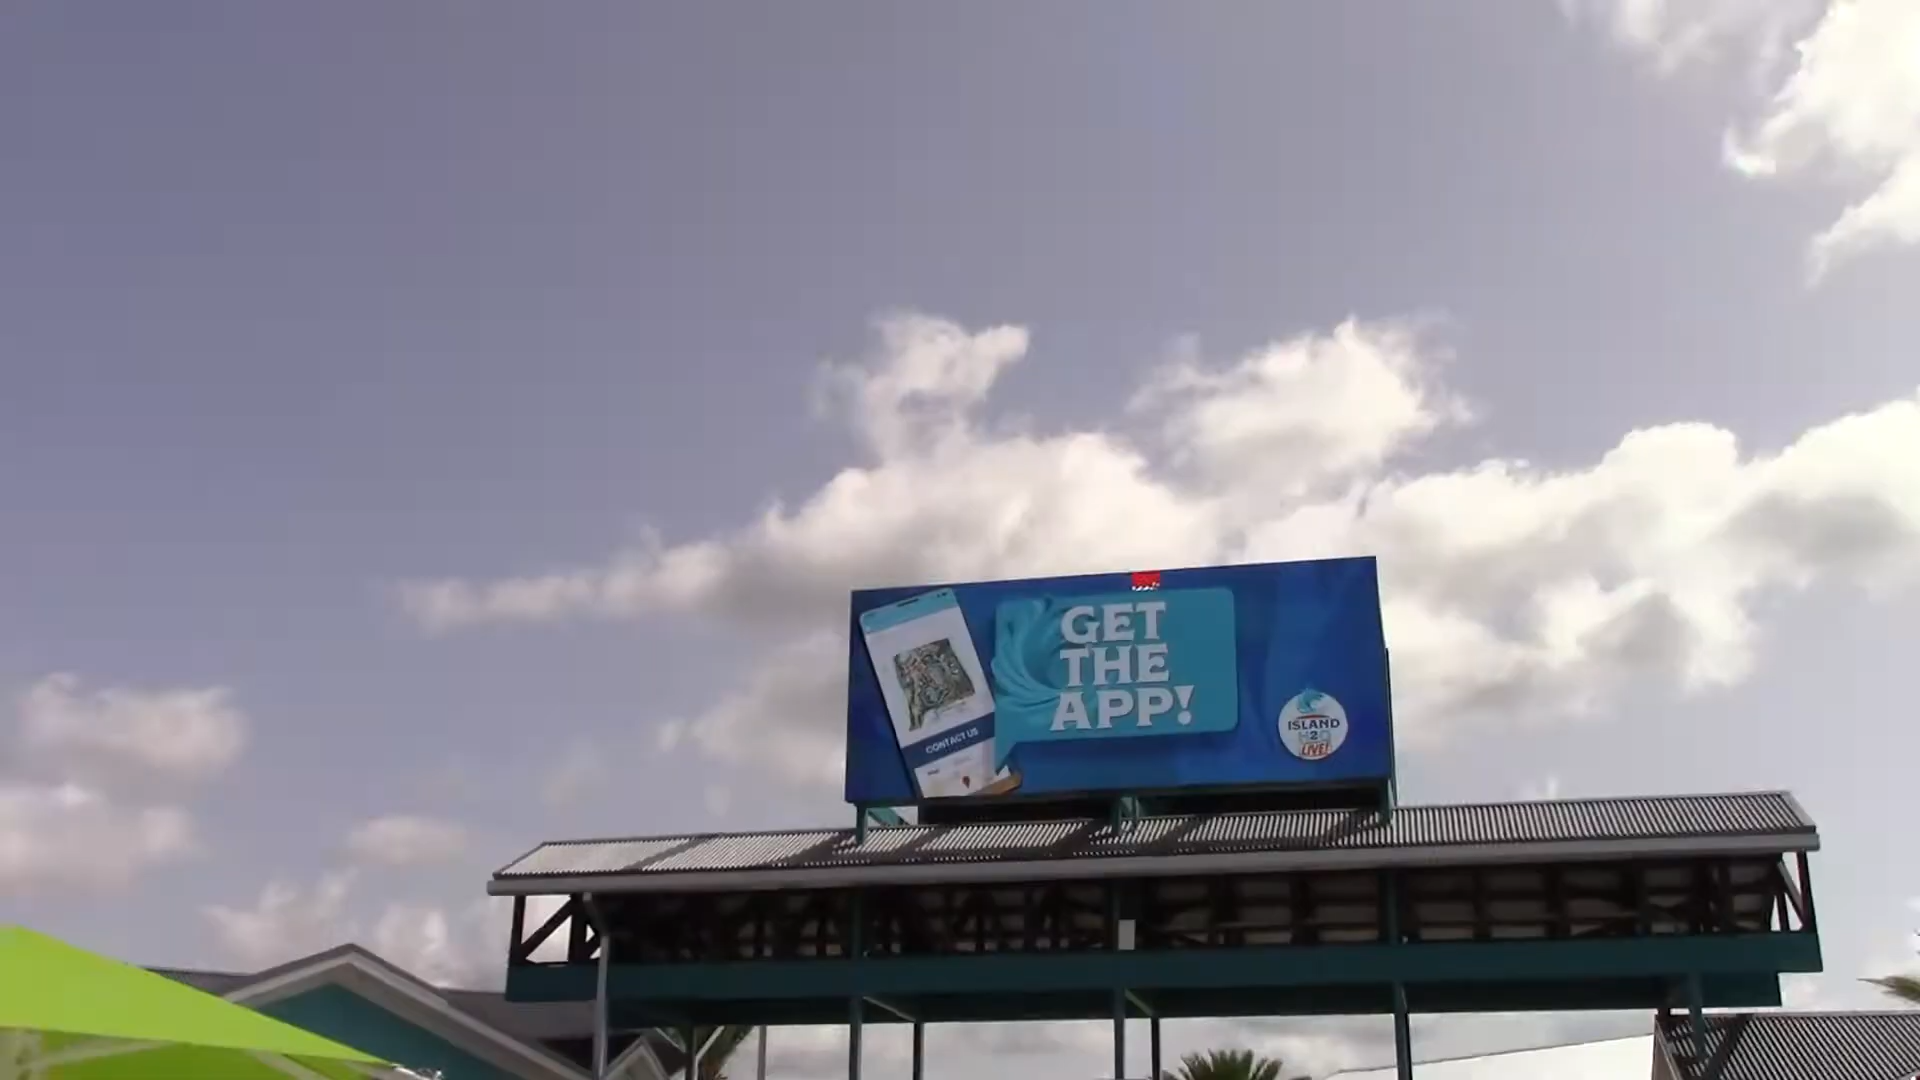 GET
THE
APP!
CONTACT US
ISLAND
H2O
LIVE!